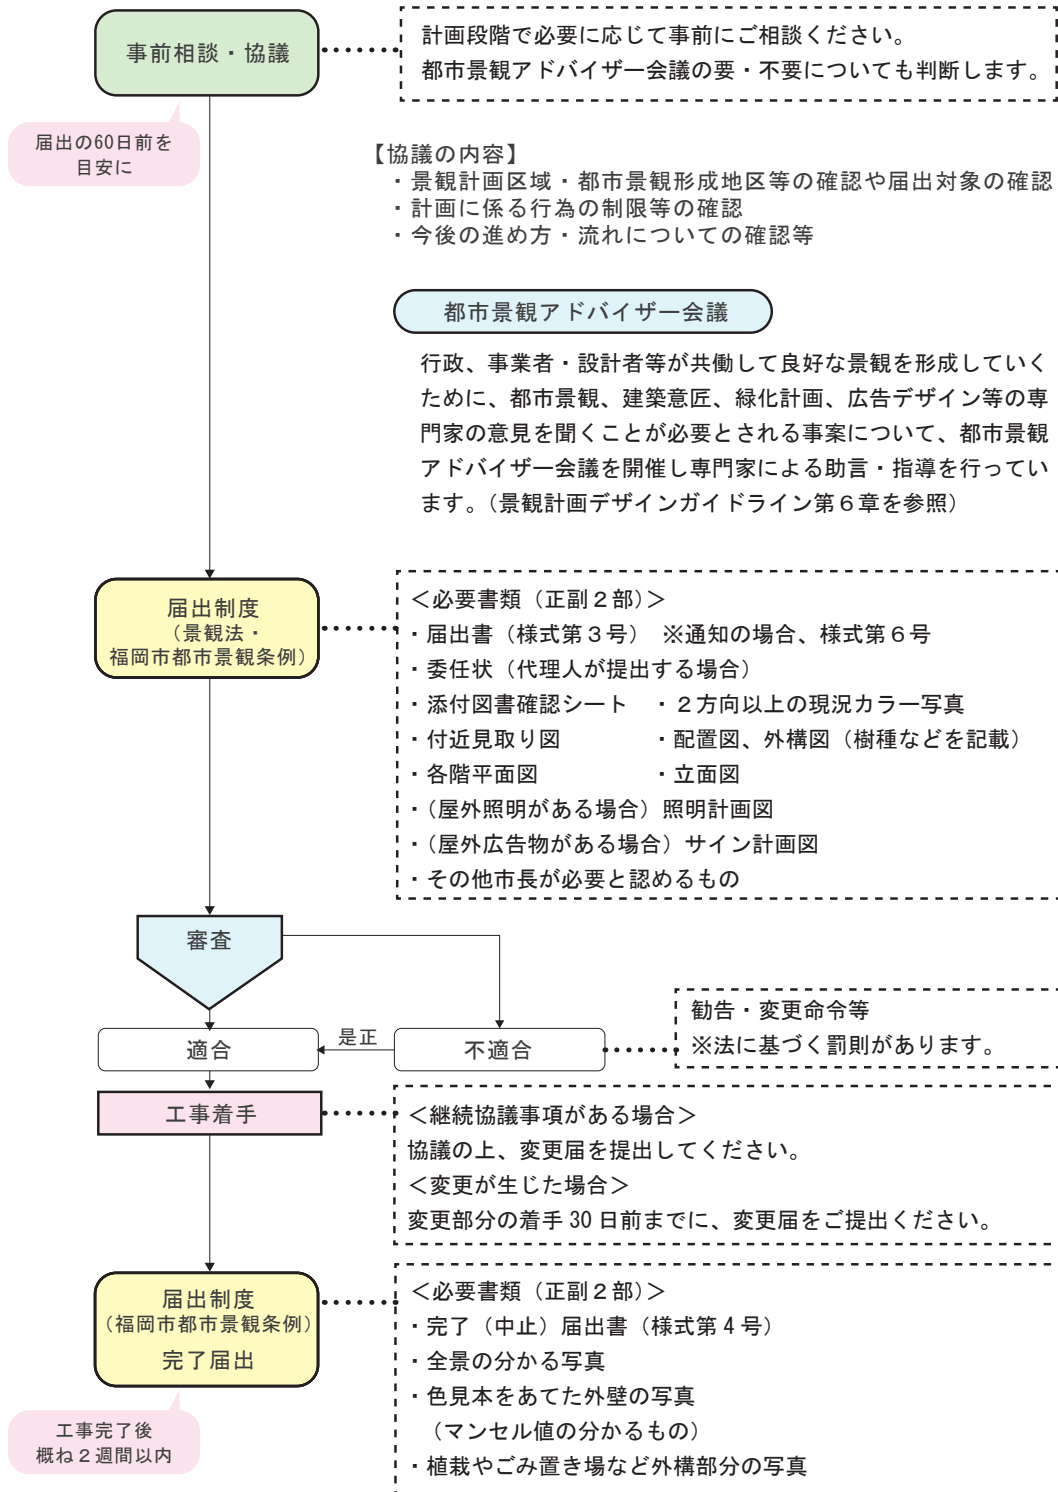 事前相談・協議
計画段階で必要に応じて事前にご相談ください。
都市景観アドバイザー会議の要・不要についても判断します。
届出の60日前を
目安に
【協議の内容】
・景観計画区域・都市景観形成地区等の確認や届出対象の確認
・計画に係る行為の制限等の確認
・今後の進め方・流れについての確認等
都市景観アドバイザー会議
行政、事業者・設計者等が共働して良好な景観を形成していく
ために、都市景観、建築意匠、緑化計画、広告デザイン等の専
門家の意見を聞くことが必要とされる事案について、都市景観
アドバイザー会議を開催し専門家による助言・指導を行ってい
ます。（景観計画デザインガイドライン第６章を参照）
届出制度
（景観法・
福岡市都市景観条例）
＜必要書類（正副２部）＞
・届出書（様式第３号） ※通知の場合、様式第６号
・委任状（代理人が提出する場合）
・添付図書確認シート ・２方向以上の現況カラー写真
・付近見取り図 ・配置図、外構図（樹種などを記載）
・各階平面図 ・立面図
・（屋外照明がある場合）照明計画図
・（屋外広告物がある場合）サイン計画図
・その他市長が必要と認めるもの
審査
適合
是正
不適合
勧告・変更命令等
※法に基づく罰則があります。
工事着手
＜継続協議事項がある場合＞
協議の上、変更届を提出してください。
＜変更が生じた場合＞
変更部分の着手 30 日前までに、変更届をご提出ください。
届出制度
（福岡市都市景観条例）
完了届出
＜必要書類（正副２部）＞
・完了（中止）届出書（様式第４号）
・全景の分かる写真
・色見本をあてた外壁の写真
（マンセル値の分かるもの）
・植栽やごみ置き場など外構部分の写真
工事完了後
概ね２週間以内